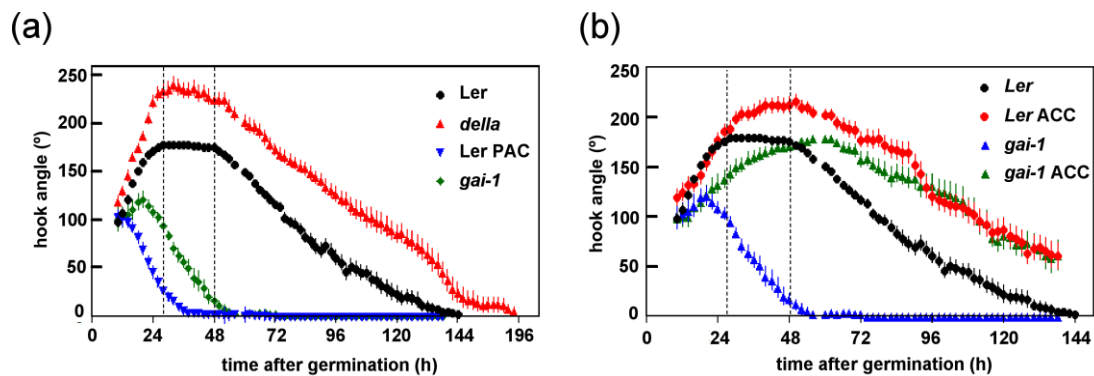 (a)
250
200
150
100
50
0
hook angle (º)
0 24 48 72 96 120 144 196
time after germination (h)
Ler
della
Ler PAC
gai-1
(b)
250
200
150
100
50
0
hook angle (º)
0 24 48 72 96 120 144
time after germination (h)
Ler
Ler ACC
gai-1
gai-1 ACC